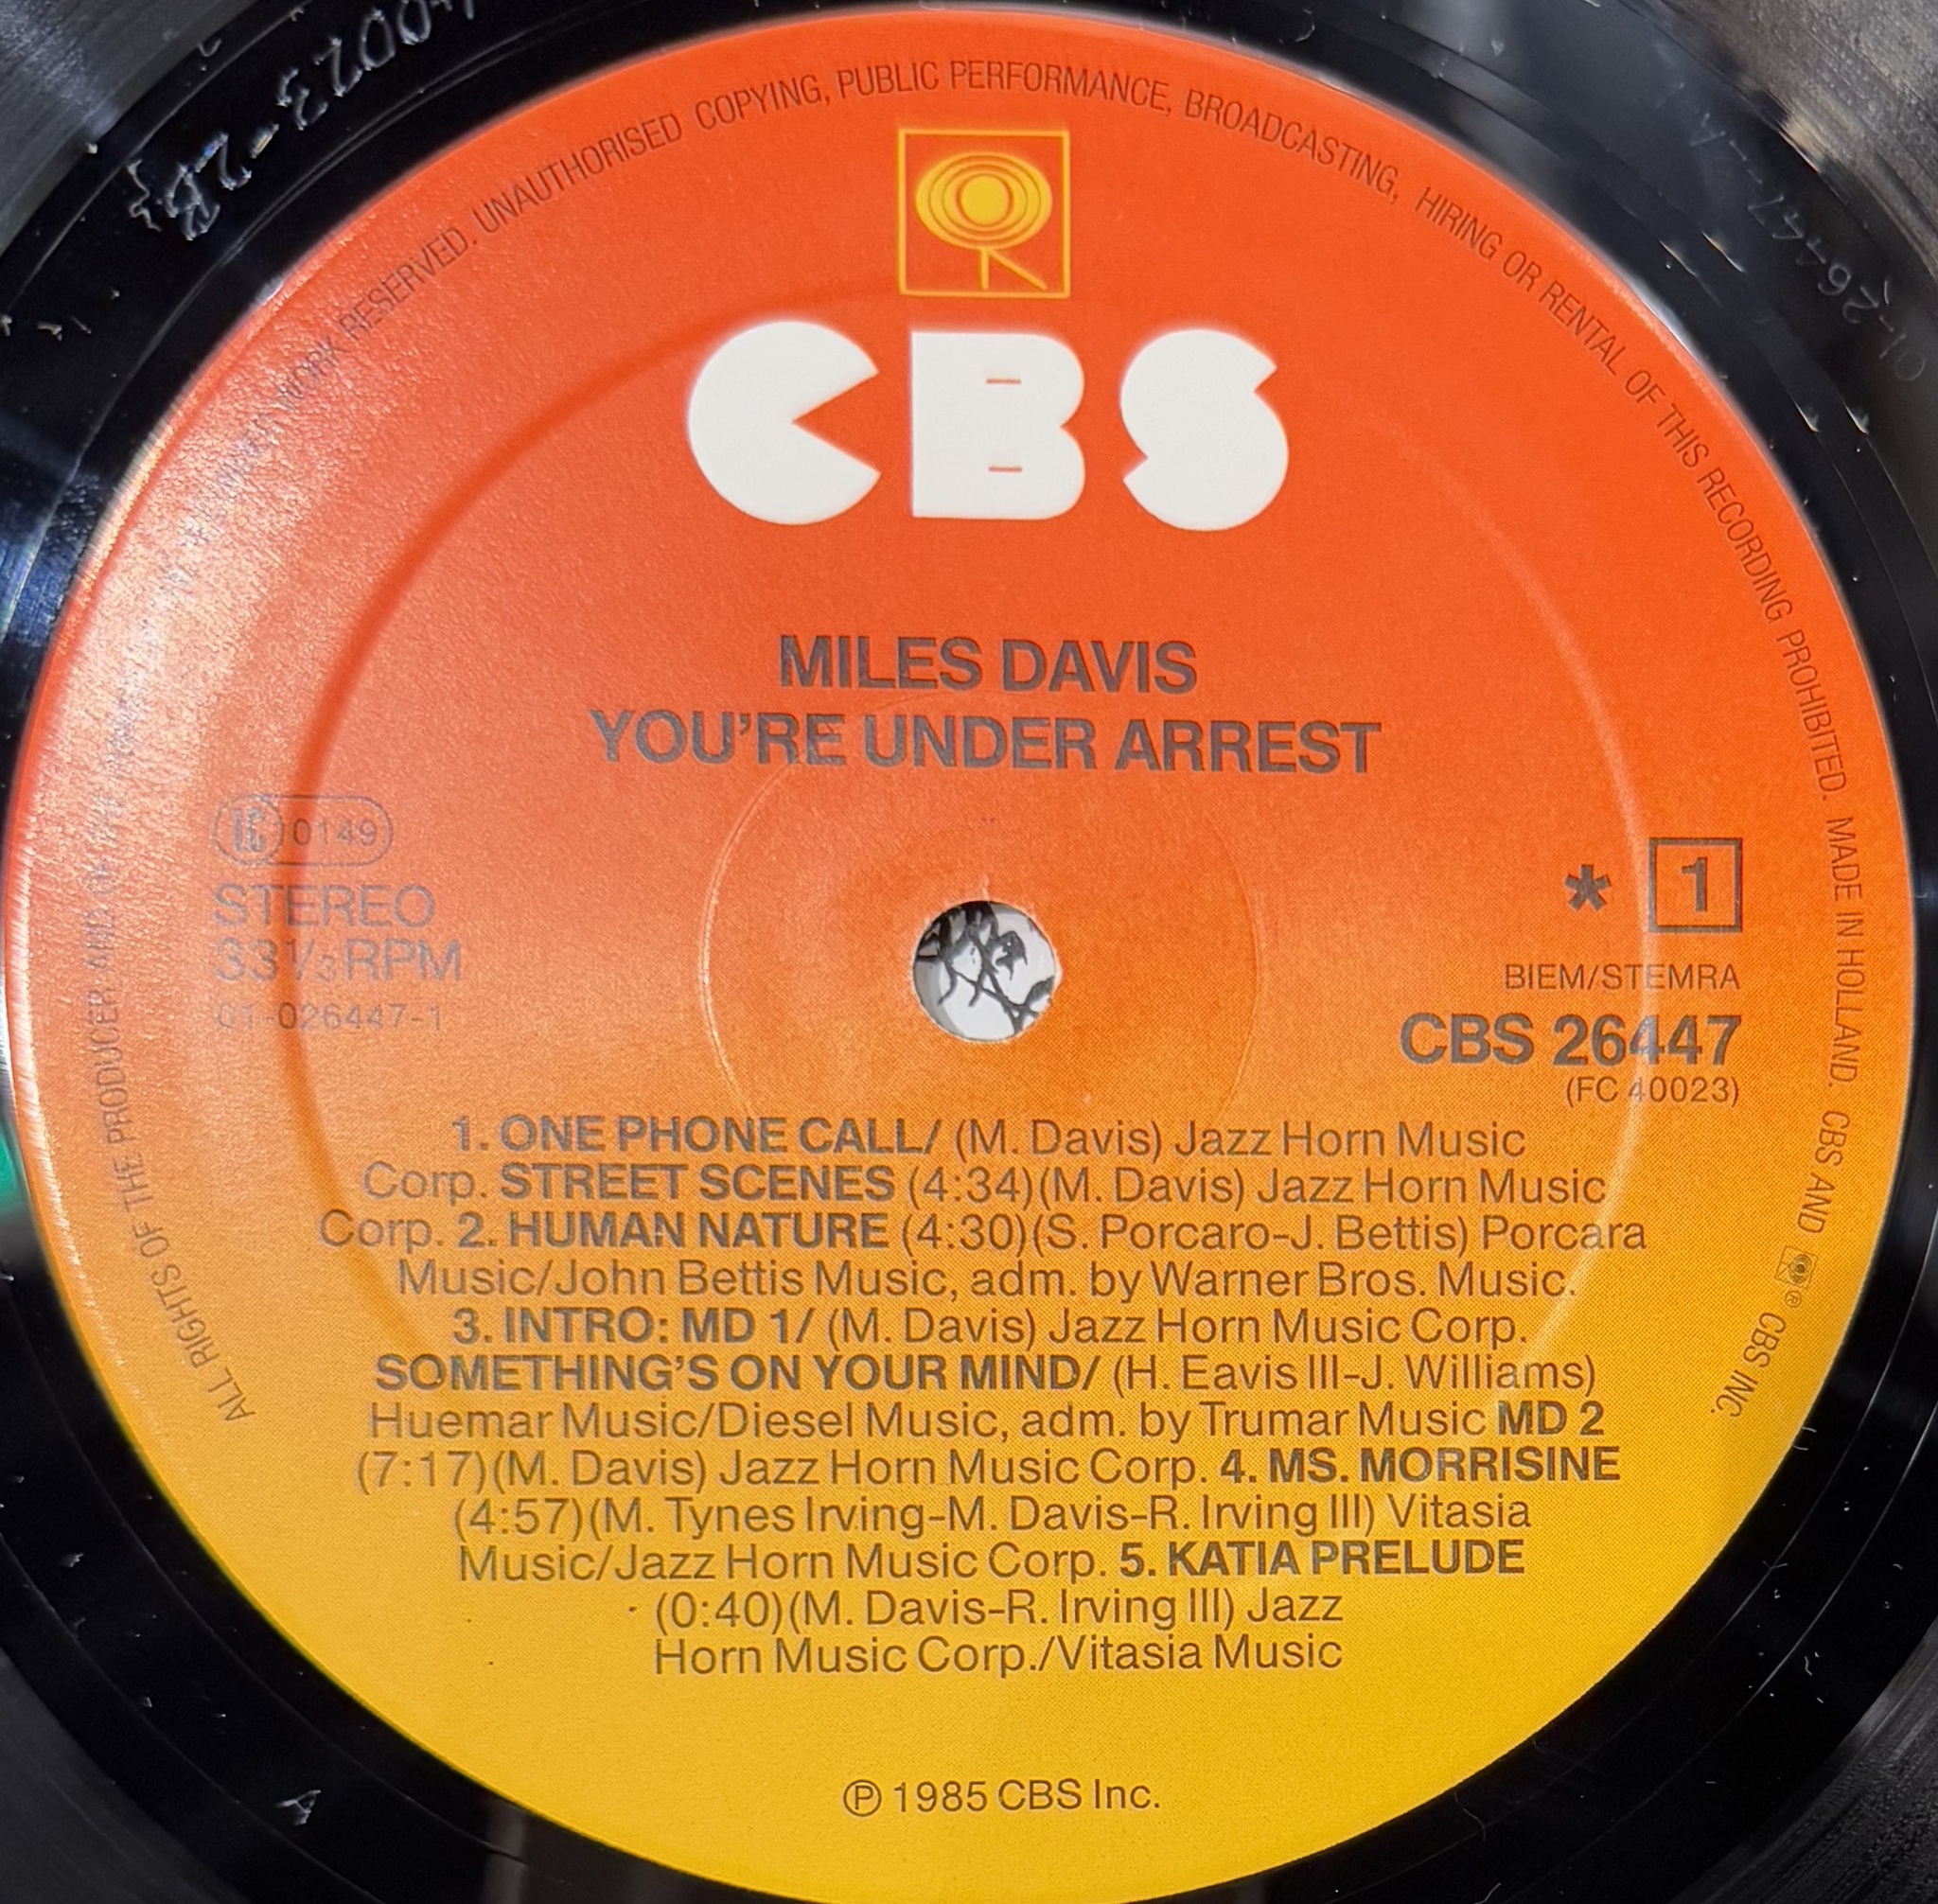 ALL RIGHTS OF THE PRODUCER AND OF THE WORK RESERVED. UNAUTHORISED COPYING, PUBLIC PERFORMANCE, BROADCASTING, HIRING OR RENTAL OF THIS RECORDING PROHIBITED. MADE IN HOLLAND. CBS AND ® CBS INC.
CBS
MILES DAVIS
YOU'RE UNDER ARREST
0149
STEREO
33 1/3 RPM
01-026447-1
* 1
BIEM/STEMRA
CBS 26447
(FC 40023)
1. ONE PHONE CALL/ (M. Davis) Jazz Horn Music
Corp. STREET SCENES (4:34)(M. Davis) Jazz Horn Music
Corp. 2. HUMAN NATURE (4:30)(S. Porcaro-J. Bettis) Porcara
Music/John Bettis Music, adm. by Warner Bros. Music.
3. INTRO: MD 1/ (M. Davis) Jazz Horn Music Corp.
SOMETHING'S ON YOUR MIND/ (H. Eavis III-J. Williams)
Huemar Music/Diesel Music, adm. by Trumar Music MD 2
(7:17)(M. Davis) Jazz Horn Music Corp. 4. MS. MORRISINE
(4:57)(M. Tynes Irving-M. Davis-R. Irving III) Vitasia
Music/Jazz Horn Music Corp. 5. KATIA PRELUDE
(0:40)(M. Davis-R. Irving III) Jazz
Horn Music Corp./Vitasia Music
℗ 1985 CBS Inc.
A